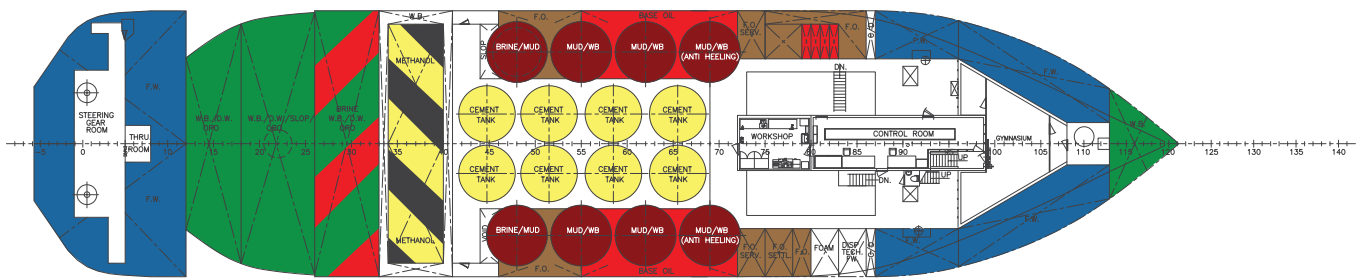 W.B.
F.O.
BASE OIL
F.O.
SERV.
F.O.
F.W.
METHANOL
SLOP
BRINE/MUD
MUD/WB
MUD/WB
MUD/WB
(ANTI HEELING)
DN.
F.W.
F.W.
STEERING
GEAR
ROOM
THRU.
ROOM
W.B./D.W.
ORO
W.B./D.W./SLOP/
ORO
BRINE
W.B./D.W.
ORO
CEMENT
TANK
CEMENT
TANK
CEMENT
TANK
CEMENT
TANK
WORKSHOP
CONTROL ROOM
GYMNASIUM
W.B.
-5 0 5 10 15 20 25 30 35 40 45 50 55 60 65 70 75 80 85 90 95 100 105 110 115 120 125 130 135 140
UP
UP
DN.
CEMENT
TANK
CEMENT
TANK
CEMENT
TANK
CEMENT
TANK
F.W.
F.W.
METHANOL
VOID
BRINE/MUD
MUD/WB
MUD/WB
MUD/WB
(ANTI HEELING)
F.O.
BASE OIL
F.O.
SERV.
F.O.
SETTL.
F.O.
FOAM
DISP.
TECH.
FW.
F.W.